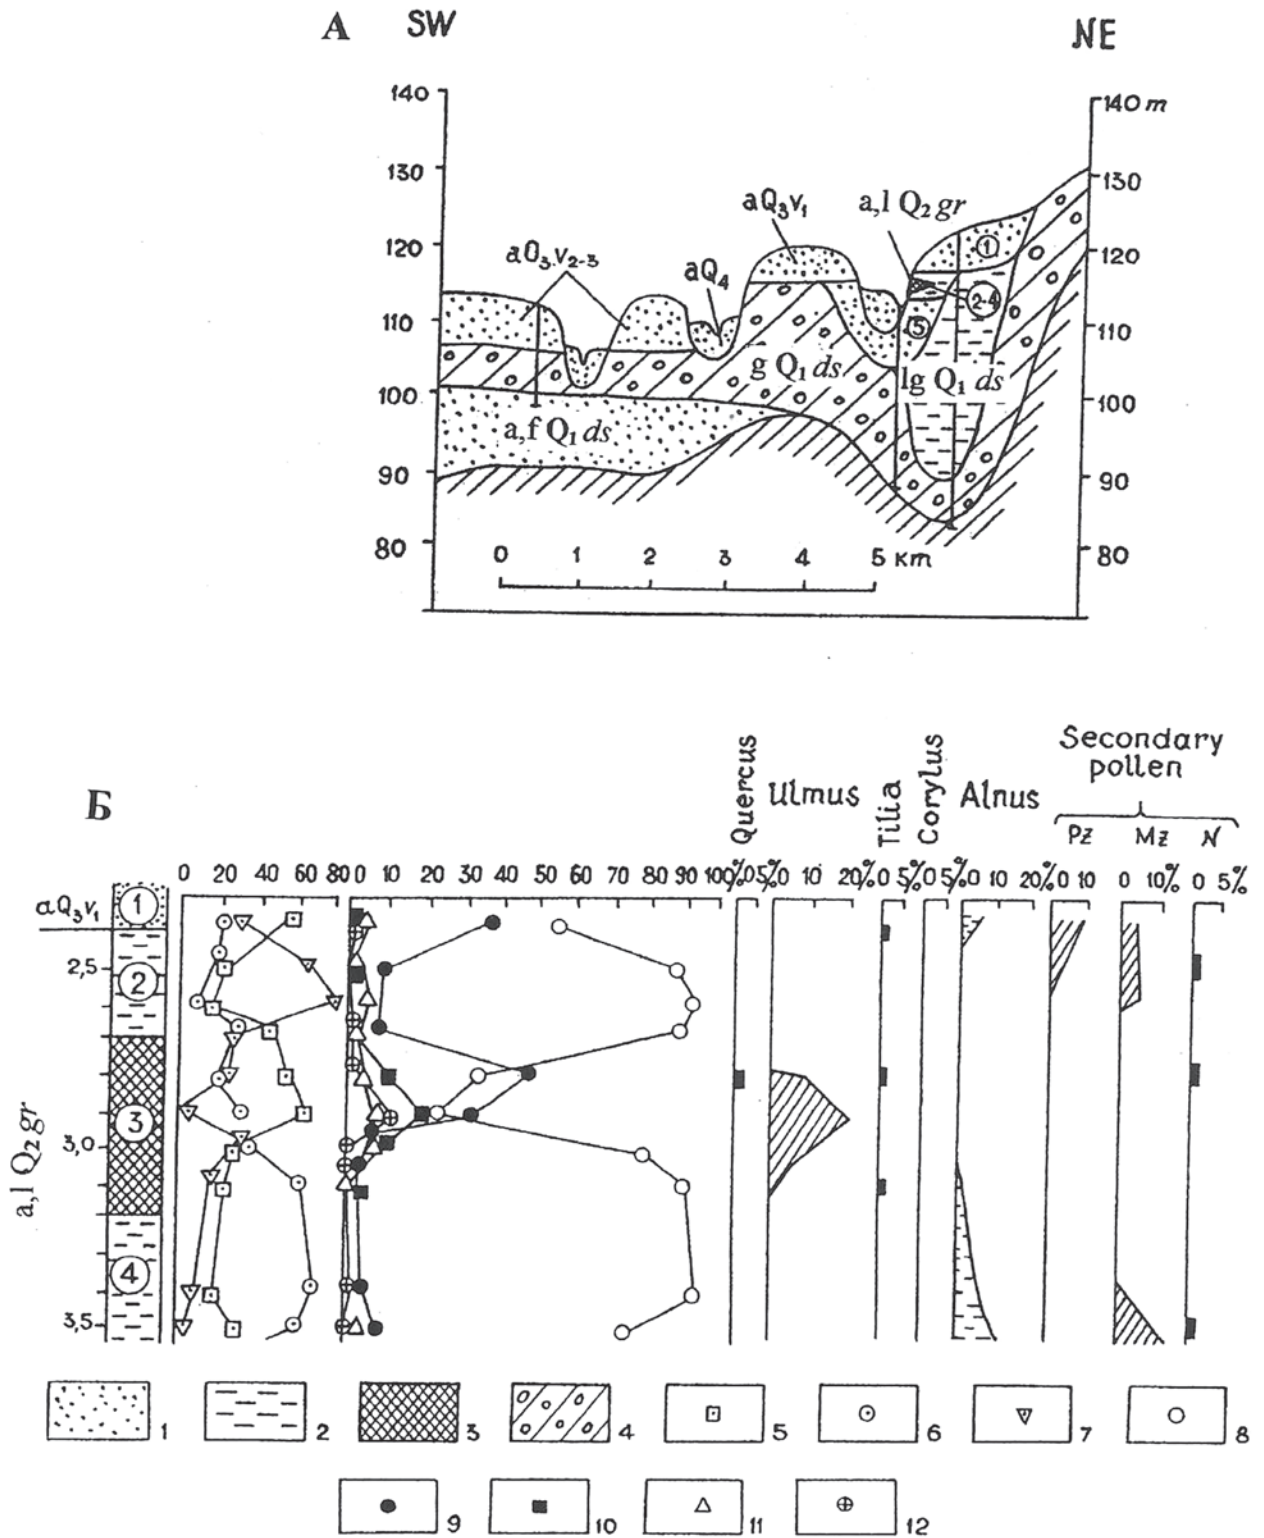 А SW NE
140 140 m
130 130
120 120
110 110
100 100
90 90
80 80
aQ₃v₁ a,l Q₂ gr
aQ₃v₂₋₃ aQ₄
1
2-4
5
g Q₁ ds lg Q₁ ds
a,f Q₁ ds
0 1 2 3 4 5 км
Б
Quercus Ulmus Tilia Corylus Alnus
Secondary
pollen
Pz Mz N
0 20 40 60 80 0 10 20 30 40 50 60 70 80 90 100% 0 5% 0 10 20% 0 5% 0 5% 0 10 20% 0 10 0 10% 0 5%
aQ₃v₁ 1
2,5 2
a,l Q₂ gr 3
3,0
4
3,5
1 2 3 4 5 6 7 8
9 10 11 12